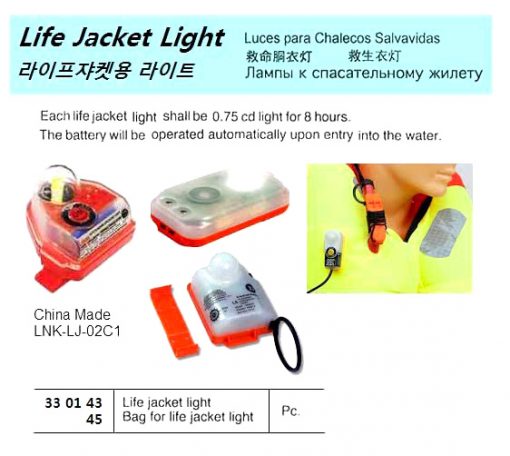 Life Jacket Light
Luces para Chalecos Salvavidas
救命胴衣灯 救生衣灯
라이프쟈켓용 라이트
Лампы к спасательному жилету
Each life jacket light shall be 0.75 cd light for 8 hours.
The battery will be operated automatically upon entry into the water.
China Made
LNK-LJ-02C1
33 01 43 Life jacket light
45 Bag for life jacket light
Pc.